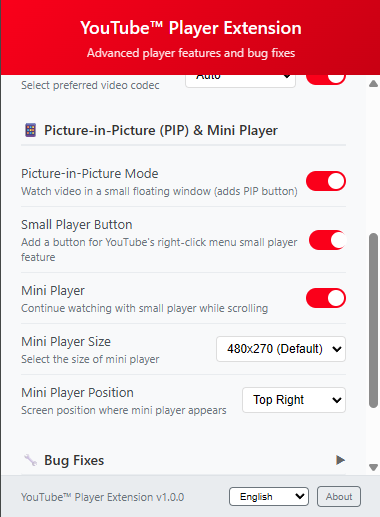 YouTube™ Player Extension
Advanced player features and bug fixes
Select preferred video codec
Auto
Picture-in-Picture (PIP) & Mini Player
Picture-in-Picture Mode
Watch video in a small floating window (adds PIP button)
Small Player Button
Add a button for YouTube's right-click menu small player
feature
Mini Player
Continue watching with small player while scrolling
Mini Player Size
Select the size of mini player
480x270 (Default)
Mini Player Position
Screen position where mini player appears
Top Right
Bug Fixes
YouTube™ Player Extension v1.0.0
English
About